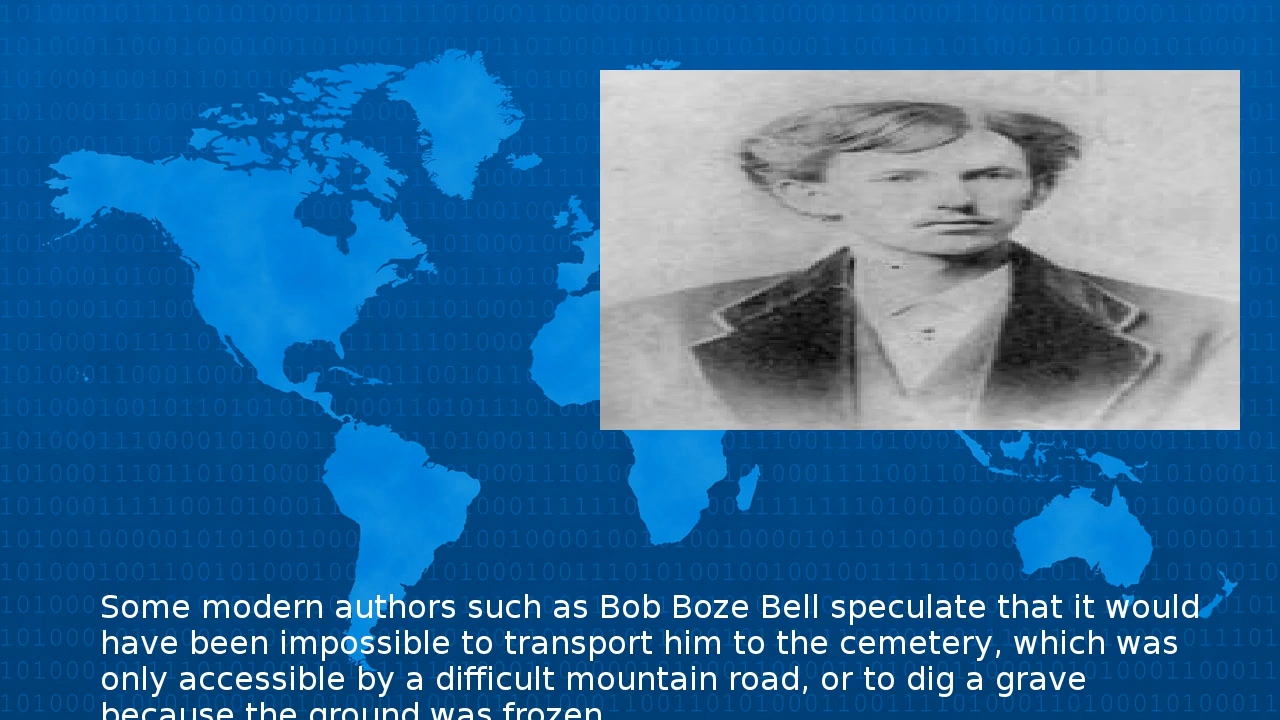 Some modern authors such as Bob Boze Bell speculate that it would
have been impossible to transport him to the cemetery, which was
only accessible by a difficult mountain road, or to dig a grave
because the ground was frozen